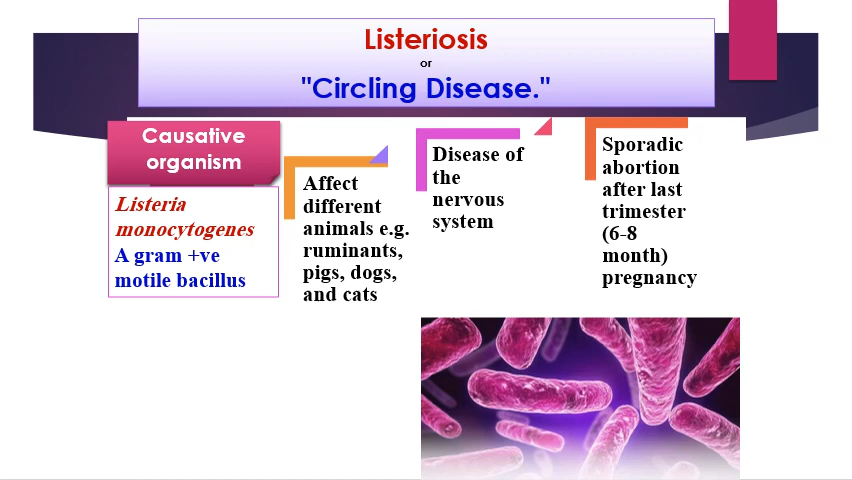 Listeriosis
or
"Circling Disease."
Causative
organism
Listeria
monocytogenes
A gram +ve
motile bacillus
Affect
different
animals e.g.
ruminants,
pigs, dogs,
and cats
Disease of
the
nervous
system
Sporadic
abortion
after last
trimester
(6-8
month)
pregnancy